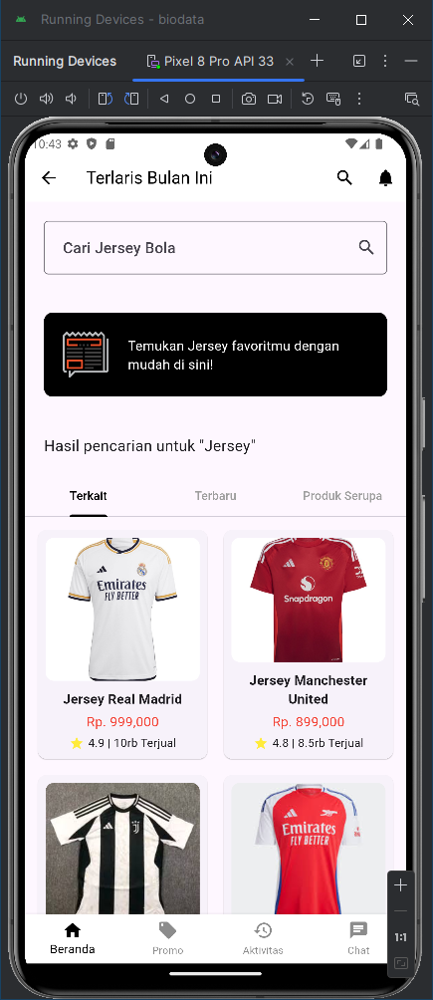 Running Devices - biodata
Running Devices
Pixel 8 Pro API 33
10:43
Terlaris Bulan Ini
Cari Jersey Bola
Temukan Jersey favoritmu dengan
mudah di sini!
Hasil pencarian untuk "Jersey"
Terkait
Terbaru
Produk Serupa
Emirates
FLY BETTER
Snapdragon
Jersey Real Madrid
Rp. 999,000
4.9 | 10rb Terjual
Jersey Manchester
United
Rp. 899,000
4.8 | 8.5rb Terjual
Emirates
FLY BETTER
1:1
Beranda
Promo
Aktivitas
Chat